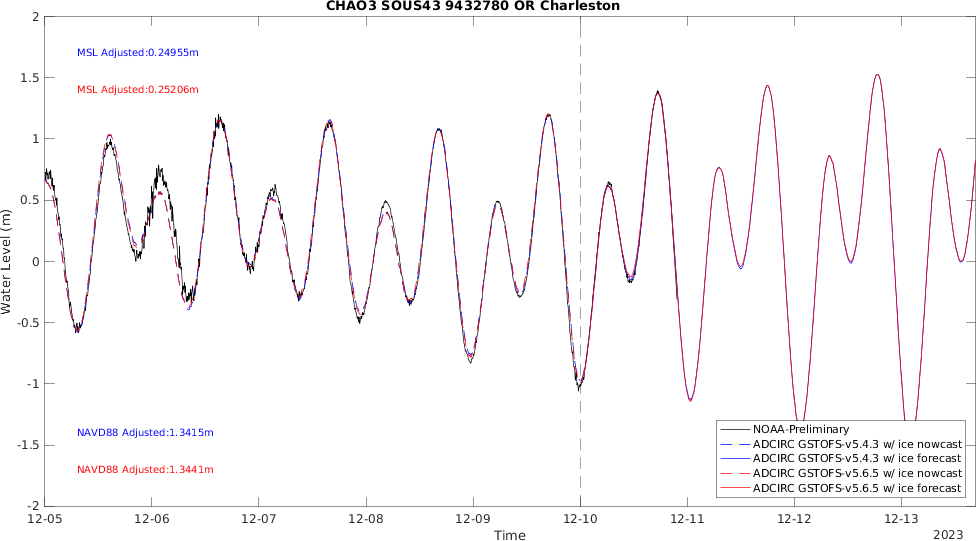 CHAO3 SOUS43 9432780 OR Charleston
2
1.5
1
0.5
0
-0.5
-1
-1.5
-2
Water Level (m)
MSL Adjusted:0.24955m
MSL Adjusted:0.25206m
NAVD88 Adjusted:1.3415m
NAVD88 Adjusted:1.3441m
NOAA-Preliminary
ADCIRC GSTOFS-v5.4.3 w/ ice nowcast
ADCIRC GSTOFS-v5.4.3 w/ ice forecast
ADCIRC GSTOFS-v5.6.5 w/ ice nowcast
ADCIRC GSTOFS-v5.6.5 w/ ice forecast
12-05 12-06 12-07 12-08 12-09 12-10 12-11 12-12 12-13
Time
2023